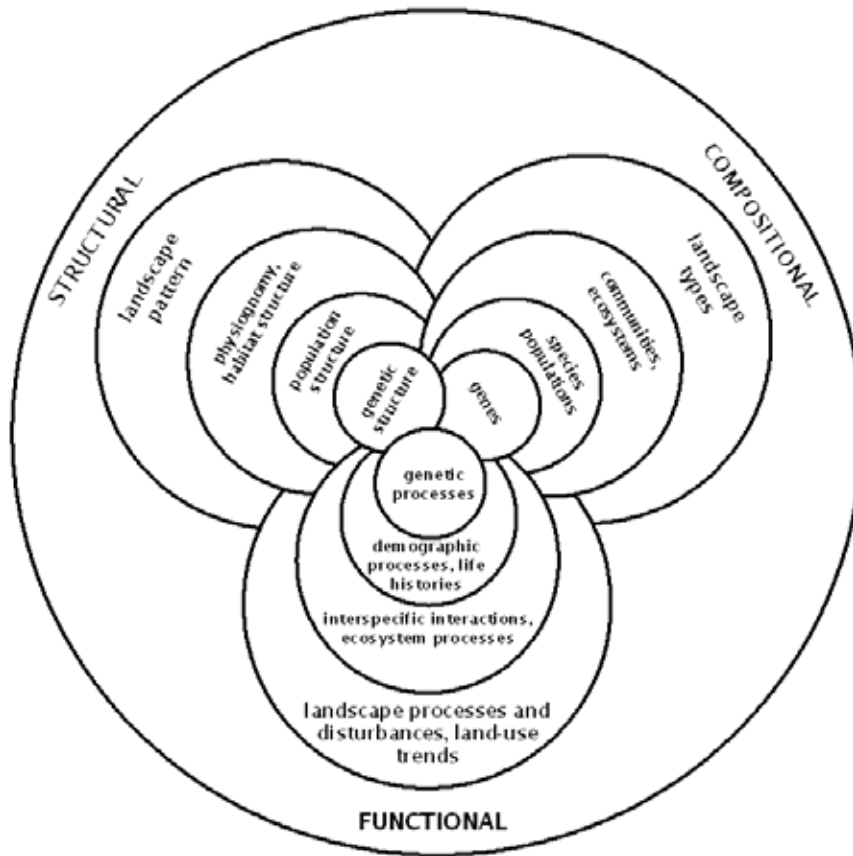 STRUCTURAL
landscape
pattern
physiognomy,
habitat structure
population
structure
genetic
structure
COMPOSITIONAL
landscape
types
communities,
ecosystems
species
populations
genes
genetic
processes
demographic
processes, life
histories
interspecific interactions,
ecosystem processes
landscape processes and
disturbances, land-use
trends
FUNCTIONAL